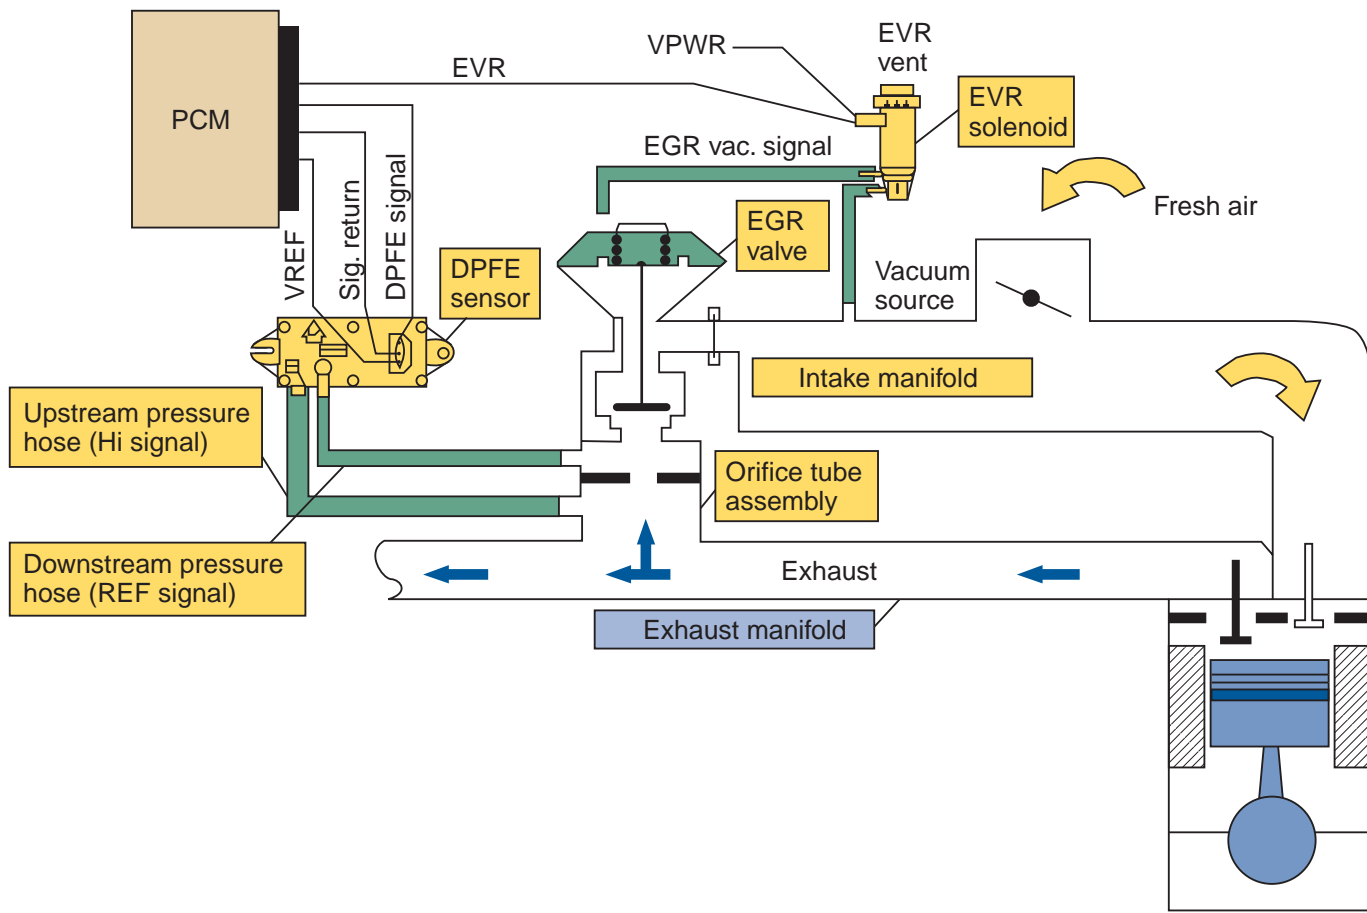 EVR
vent
VPWR
EVR
EVR
solenoid
PCM
EGR vac. signal
Fresh air
VREF
Sig. return
DPFE signal
EGR
valve
DPFE
sensor
Vacuum
source
Intake manifold
Upstream pressure
hose (Hi signal)
Orifice tube
assembly
Downstream pressure
hose (REF signal)
Exhaust
Exhaust manifold